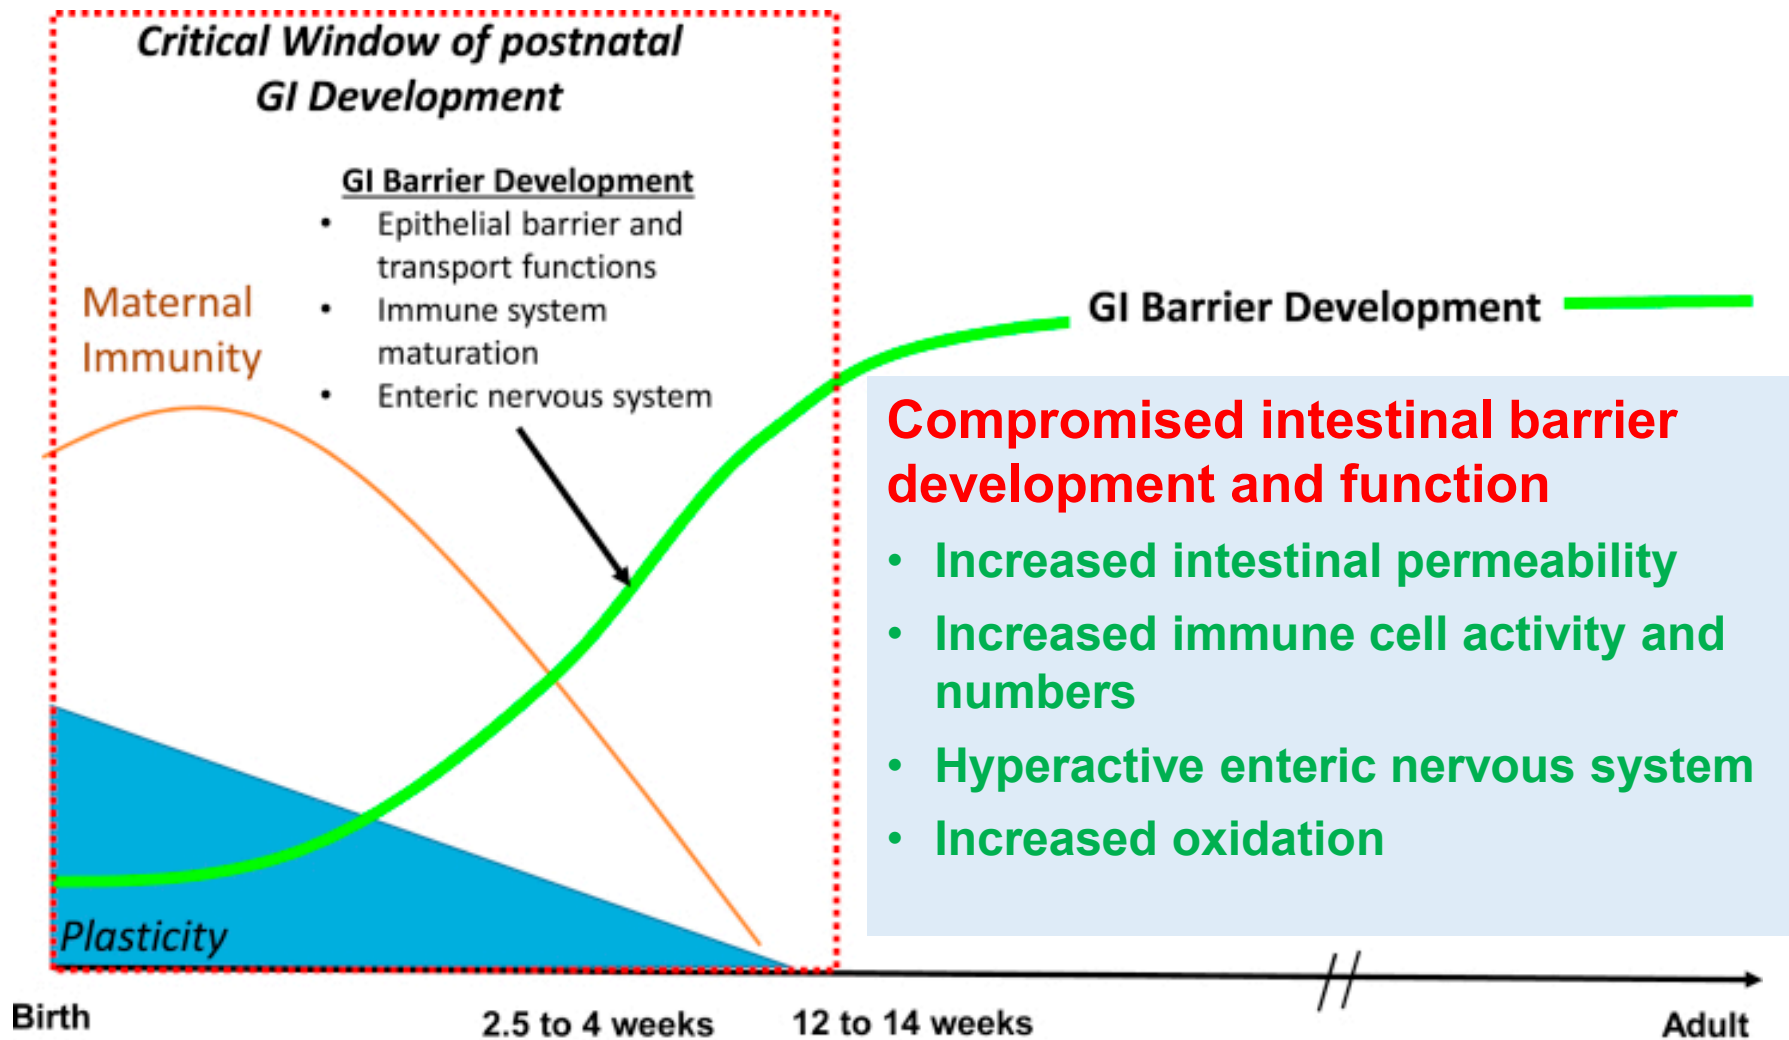 Critical Window of postnatal
GI Development
GI Barrier Development
• Epithelial barrier and
transport functions
• Immune system
maturation
• Enteric nervous system
Maternal
Immunity
GI Barrier Development
Compromised intestinal barrier
development and function
• Increased intestinal permeability
• Increased immune cell activity and
numbers
• Hyperactive enteric nervous system
• Increased oxidation
Plasticity
Birth
2.5 to 4 weeks
12 to 14 weeks
Adult